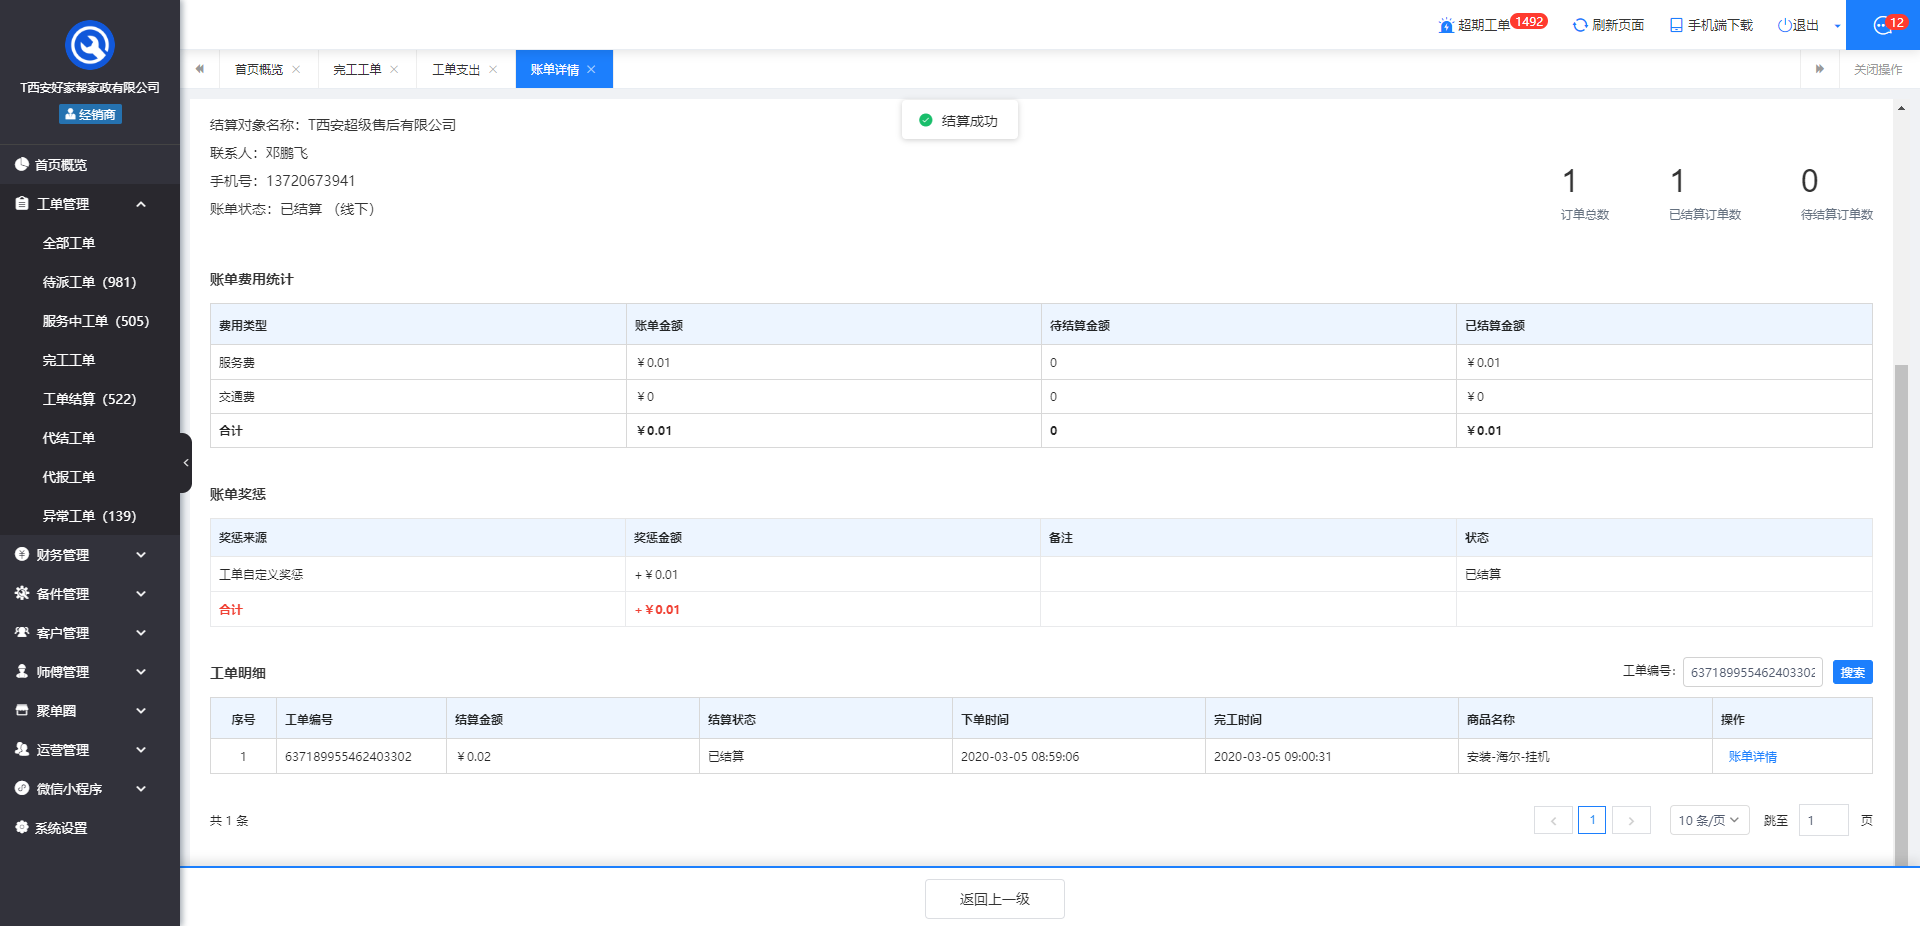 超期工单 1492 刷新页面 手机端下载 退出 12
T西安好家帮家政有限公司
经销商
首页概览 完工工单 工单支出 账单详情 关闭操作
首页概览
工单管理
全部工单
待派工单（981）
服务中工单（505）
完工工单
工单结算（522）
代结工单
代报工单
异常工单（139）
财务管理
备件管理
客户管理
师傅管理
聚单圈
运营管理
微信小程序
系统设置
结算成功
结算对象名称：T西安超级售后有限公司
联系人：邓鹏飞
手机号：13720673941
账单状态：已结算 （线下）
1 1 0
订单总数 已结算订单数 待结算订单数
账单费用统计
费用类型 账单金额 待结算金额 已结算金额
服务费 ￥0.01 0 ￥0.01
交通费 ￥0 0 ￥0
合计 ￥0.01 0 ￥0.01
账单奖惩
奖惩来源 奖惩金额 备注 状态
工单自定义奖惩 +￥0.01 已结算
合计 +￥0.01
工单明细 工单编号： 637189955462403302 搜索
序号 工单编号 结算金额 结算状态 下单时间 完工时间 商品名称 操作
1 637189955462403302 ￥0.02 已结算 2020-03-05 08:59:06 2020-03-05 09:00:31 安装-海尔-挂机 账单详情
共 1 条 1 10 条/页 跳至 1 页
返回上一级